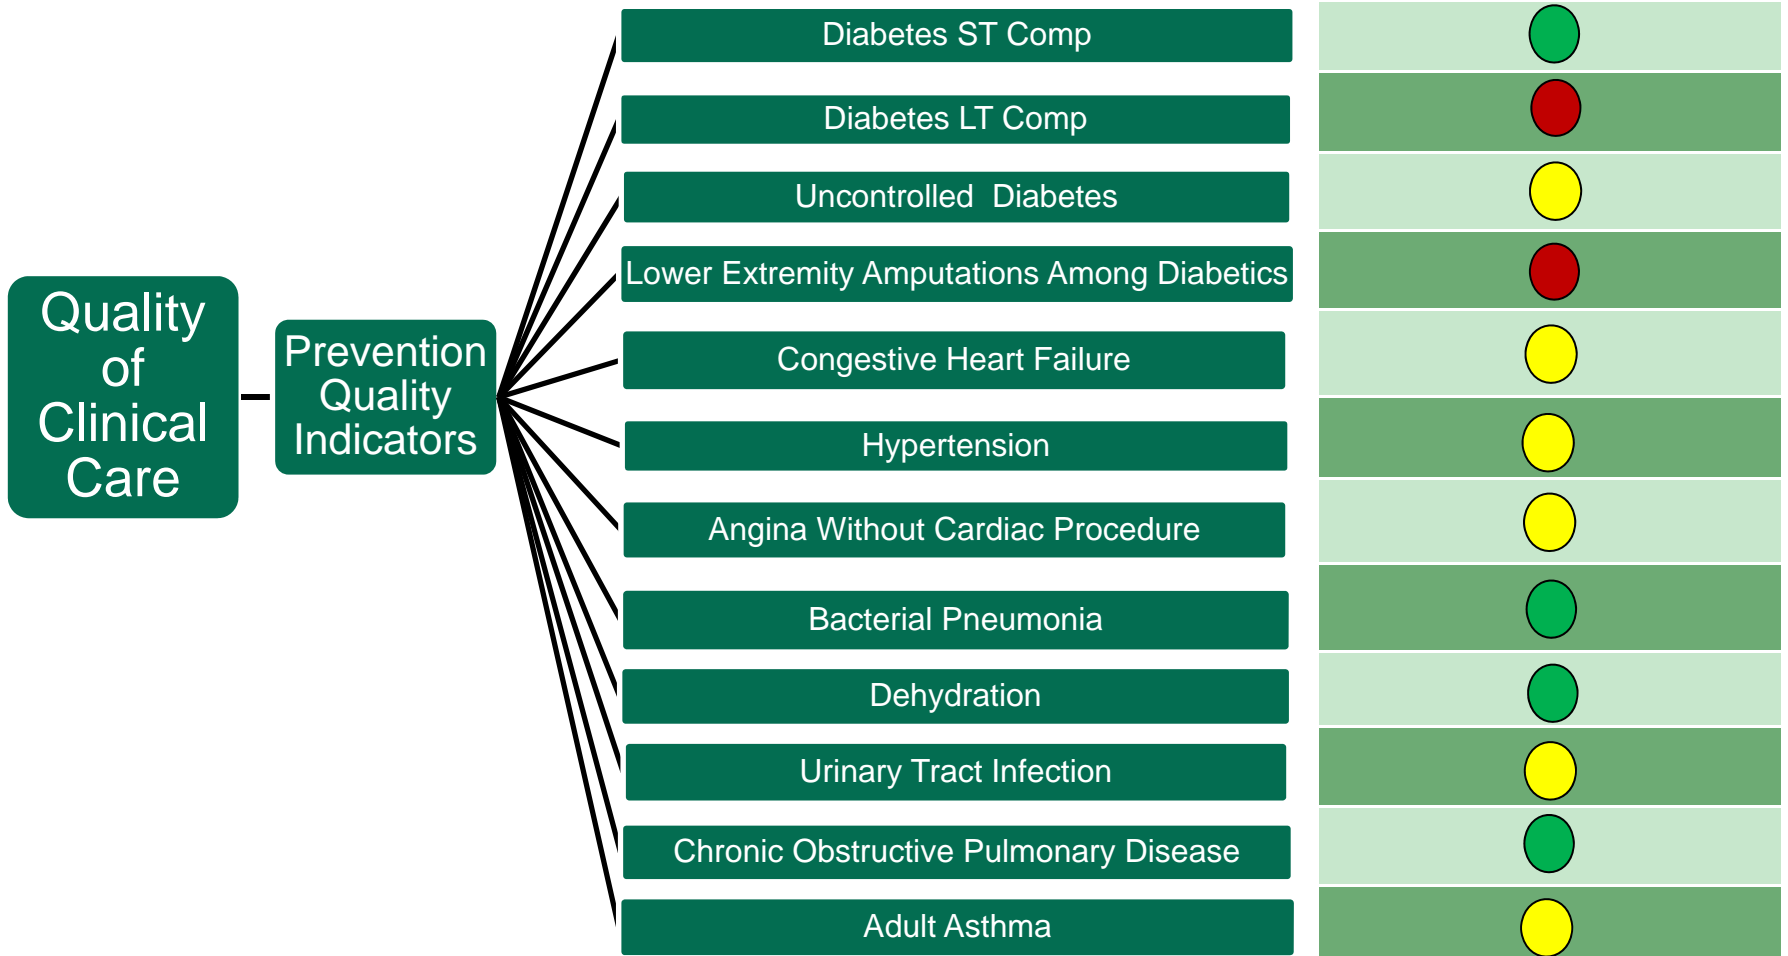 Quality
of
Clinical
Care
Prevention
Quality
Indicators
Diabetes ST Comp
Diabetes LT Comp
Uncontrolled  Diabetes
Lower Extremity Amputations Among Diabetics
Congestive Heart Failure
Hypertension
Angina Without Cardiac Procedure
Bacterial Pneumonia
Dehydration
Urinary Tract Infection
Chronic Obstructive Pulmonary Disease
Adult Asthma